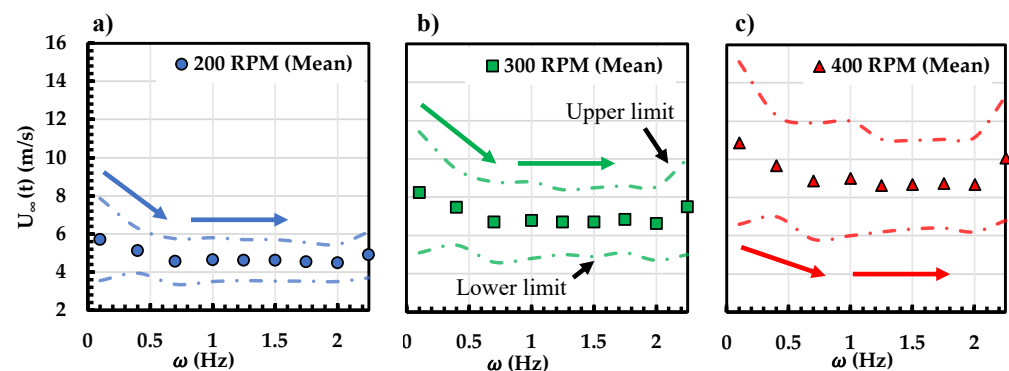 a)
b)
c)
U∞(t) (m/s)
16
14
12
10
8
6
4
2
200 RPM (Mean)
300 RPM (Mean)
400 RPM (Mean)
Upper limit
Lower limit
0 0.5 1 1.5 2
0 0.5 1 1.5 2
0 0.5 1 1.5 2
ω (Hz)
ω (Hz)
ω (Hz)